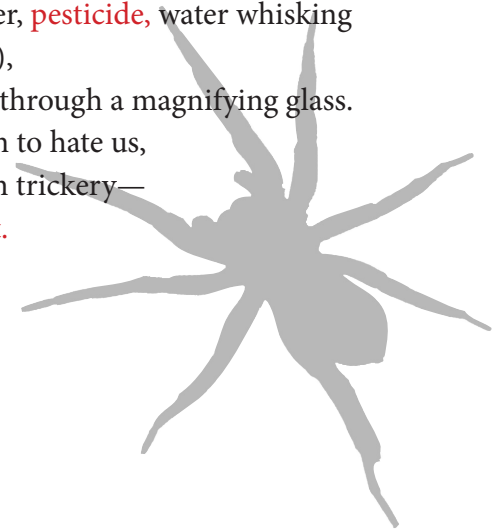 er, pesticide, water whisking
),
through a magnifying glass.
n to hate us,
n trickery—
.